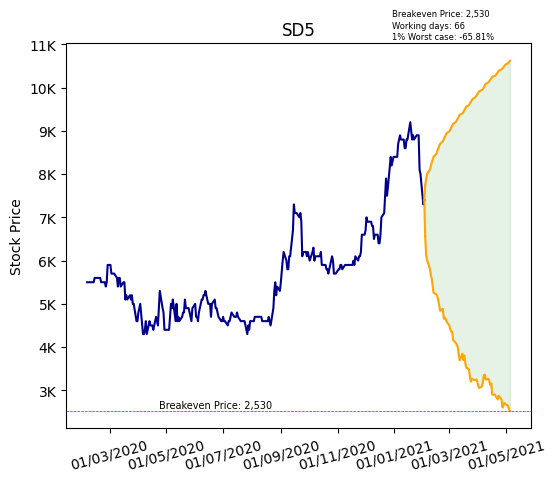 Breakeven Price: 2,530
Working days: 66
1% Worst case: -65.81%
SD5
11K
10K
9K
8K
7K
6K
5K
4K
3K
Stock Price
Breakeven Price: 2,530
01/03/2020
01/05/2020
01/07/2020
01/09/2020
01/11/2020
01/01/2021
01/03/2021
01/05/2021